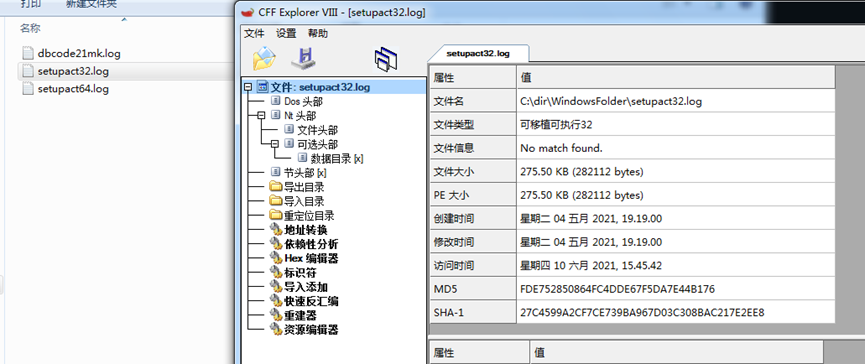 打印
新建文件夹
名称
dbcode21mk.log
setupact32.log
setupact64.log
CFF Explorer VIII - [setupact32.log]
文件 设置 帮助
文件: setupact32.log
Dos 头部
Nt 头部
文件头部
可选头部
数据目录 [x]
节头部 [x]
导出目录
导入目录
重定位目录
地址转换
依赖性分析
Hex 编辑器
标识符
导入添加
快速反汇编
重建器
资源编辑器
setupact32.log
属性 值
文件名 C:\dir\WindowsFolder\setupact32.log
文件类型 可移植可执行32
文件信息 No match found.
文件大小 275.50 KB (282112 bytes)
PE 大小 275.50 KB (282112 bytes)
创建时间 星期二 04 五月 2021, 19.19.00
修改时间 星期二 04 五月 2021, 19.19.00
访问时间 星期四 10 六月 2021, 15.45.42
MD5 FDE752850864FC4DDE67F5DA7E44B176
SHA-1 27C4599A2CF7CE739BA967D03C308BAC217E2EE8
属性 值